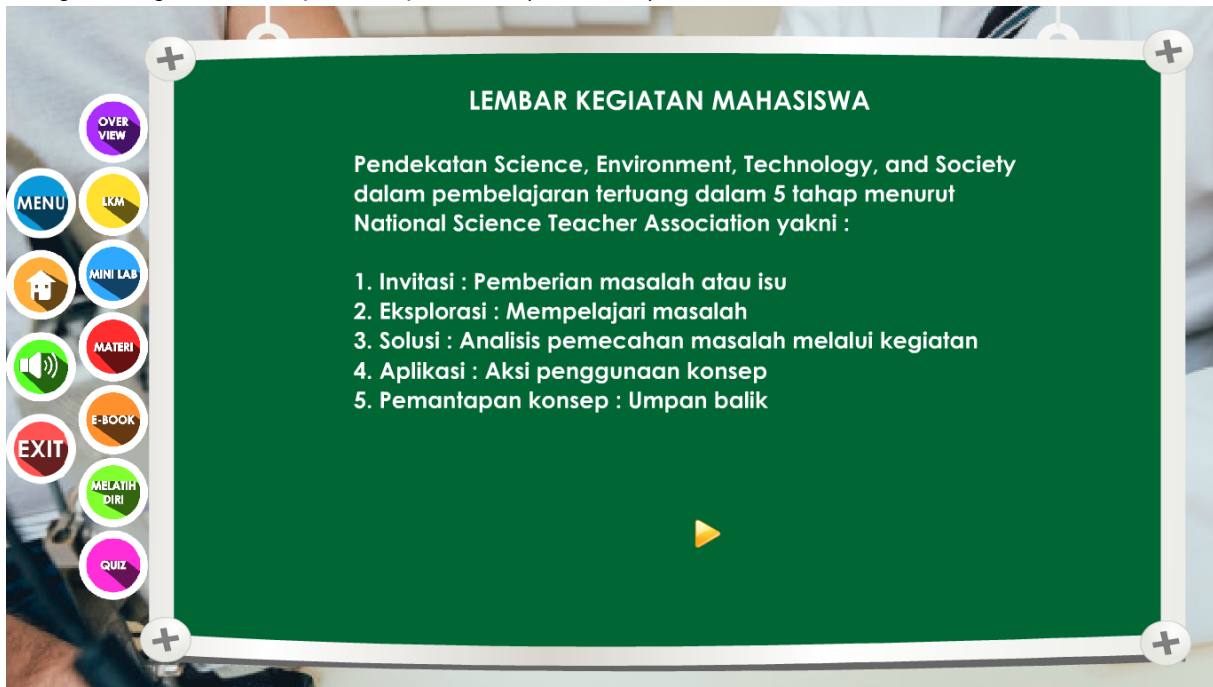 LEMBAR KEGIATAN MAHASISWA
Pendekatan Science, Environment, Technology, and Society
dalam pembelajaran tertuang dalam 5 tahap menurut
National Science Teacher Association yakni :
1. Invitasi : Pemberian masalah atau isu
2. Eksplorasi : Mempelajari masalah
3. Solusi : Analisis pemecahan masalah melalui kegiatan
4. Aplikasi : Aksi penggunaan konsep
5. Pemantapan konsep : Umpan balik
OVER
VIEW
MENU
LKM
MINI LAB
MATERI
E-BOOK
EXIT
MELATIH
DIRI
QUIZ